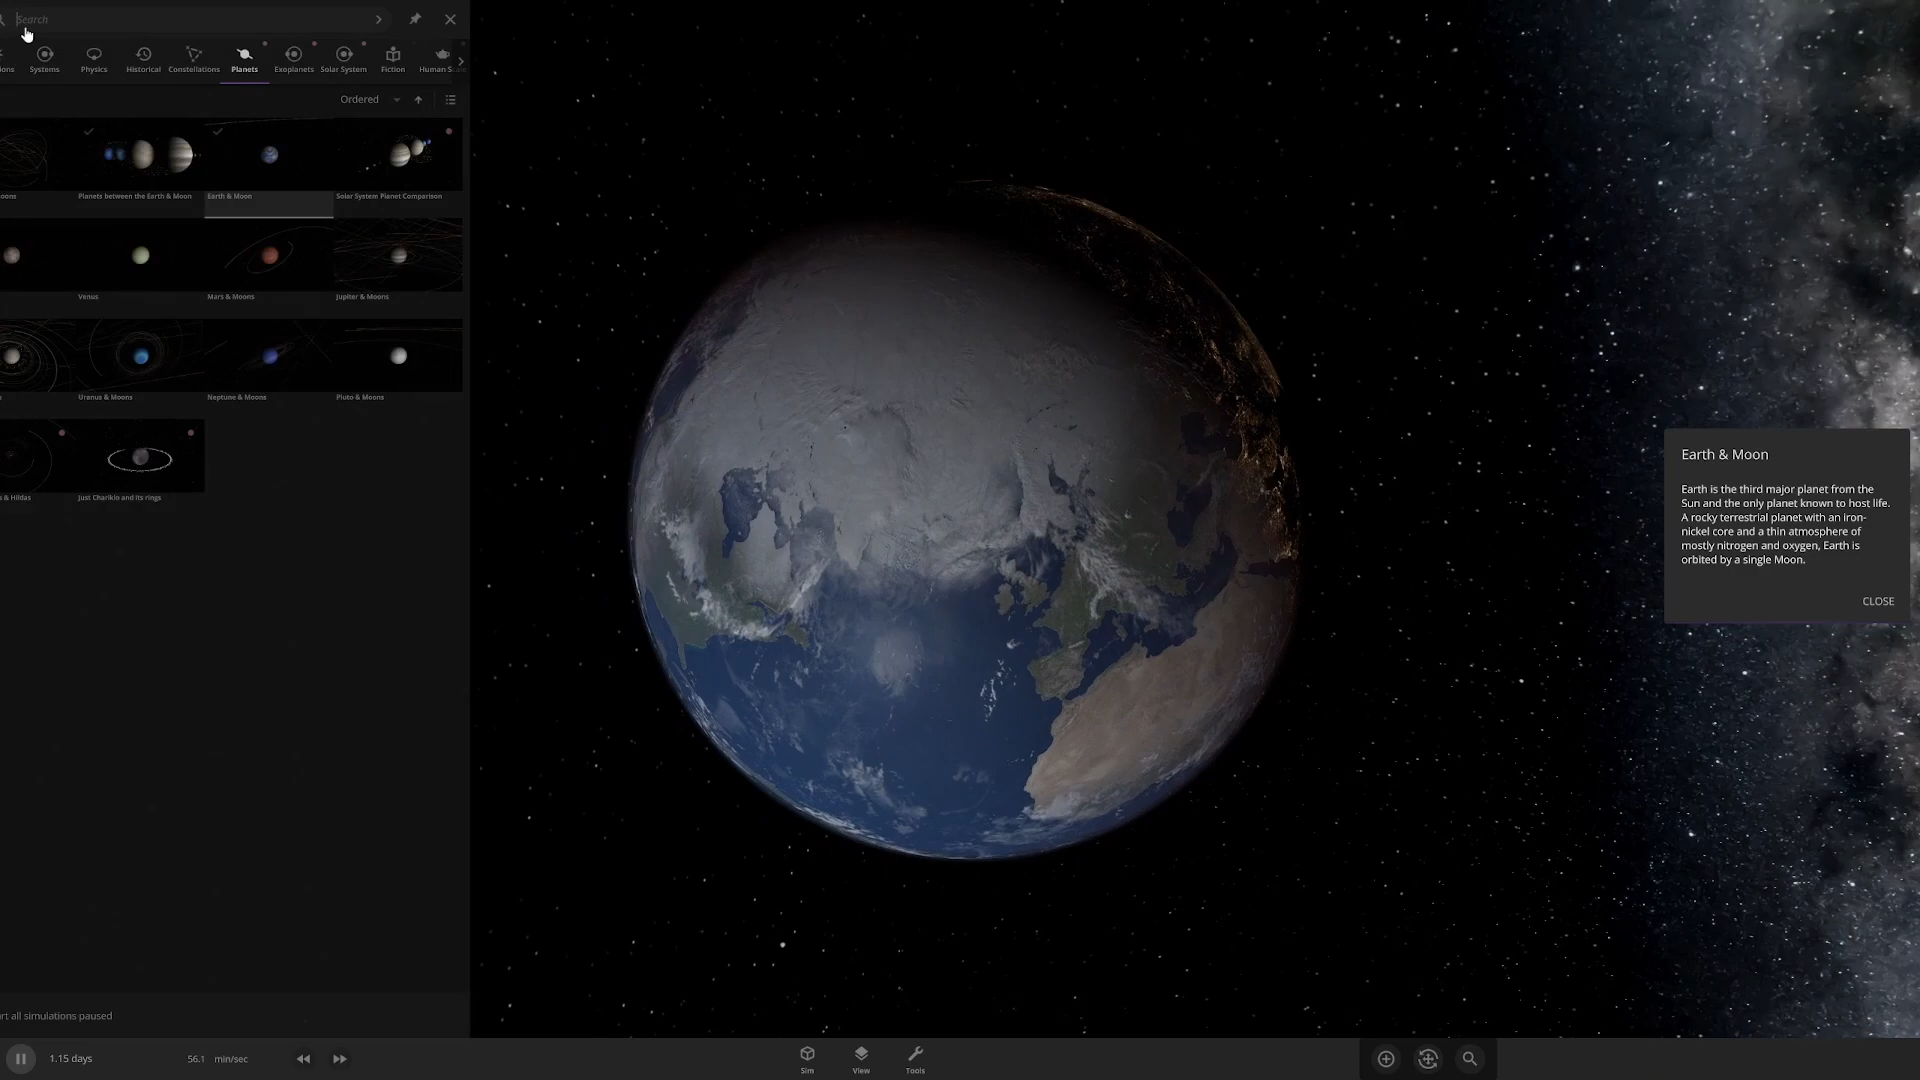 Search
ions
Systems
Physics
Historical
Constellations
Planets
Exoplanets
Solar System
Fiction
Human S
Ordered
oons
Planets between the Earth & Moon
Earth & Moon
Solar System Planet Comparison
Venus
Mars & Moons
Jupiter & Moons
s
Uranus & Moons
Neptune & Moons
Pluto & Moons
s & Hildas
Just Chariklo and its rings
Earth & Moon
Earth is the third major planet from the
Sun and the only planet known to host life.
A rocky terrestrial planet with an iron-
nickel core and a thin atmosphere of
mostly nitrogen and oxygen, Earth is
orbited by a single Moon.
CLOSE
rt all simulations paused
1.15 days
56.1 min/sec
Sim
View
Tools